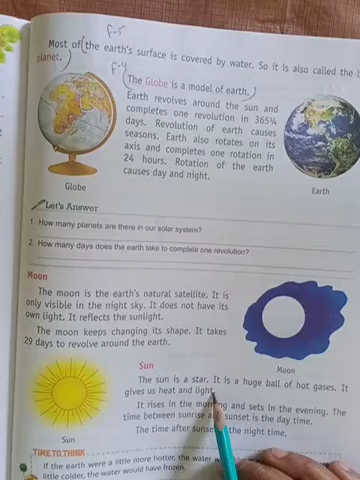 F-5
Most of the earth's surface is covered by water. So it is also called the
planet.
F-4
The Globe is a model of earth.
Earth revolves around the sun and
completes one revolution in 365¼
days. Revolution of earth causes
seasons. Earth also rotates on its
axis and completes one rotation in
24 hours. Rotation of the earth
causes day and night.
Globe
Earth
Let's Answer
1. How many planets are there in our solar system?
2. How many days does the earth take to complete one revolution?
Moon
The moon is the earth's natural satellite. It is
only visible in the night sky. It does not have its
own light. It reflects the sunlight.
The moon keeps changing its shape. It takes
29 days to revolve around the earth.
Moon
Sun
The sun is a star. It is a huge ball of hot gases. It
gives us heat and light.
It rises in the morning and sets in the evening. The
time between sunrise and sunset is the day time.
The time after sunset is the night time.
Sun
TIME TO THINK
If the earth were a little more hotter, the water w
little colder, the water would have frozen.